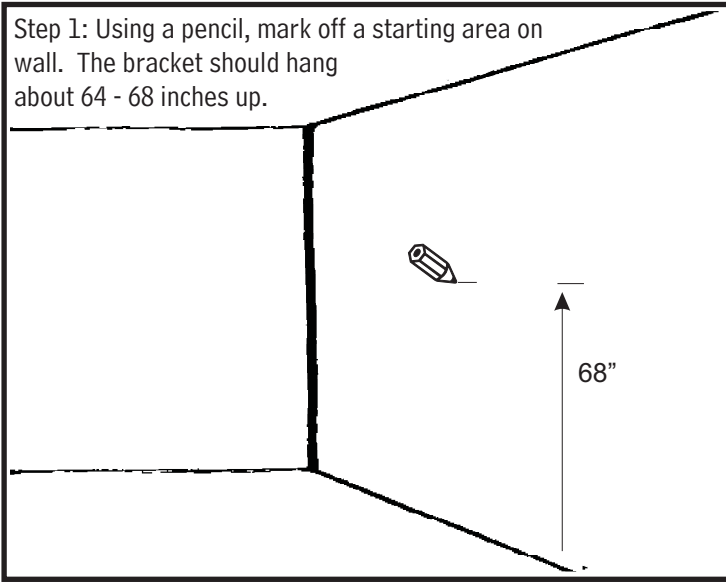 Step 1: Using a pencil, mark off a starting area on
wall.  The bracket should hang
about 64 - 68 inches up.
68”